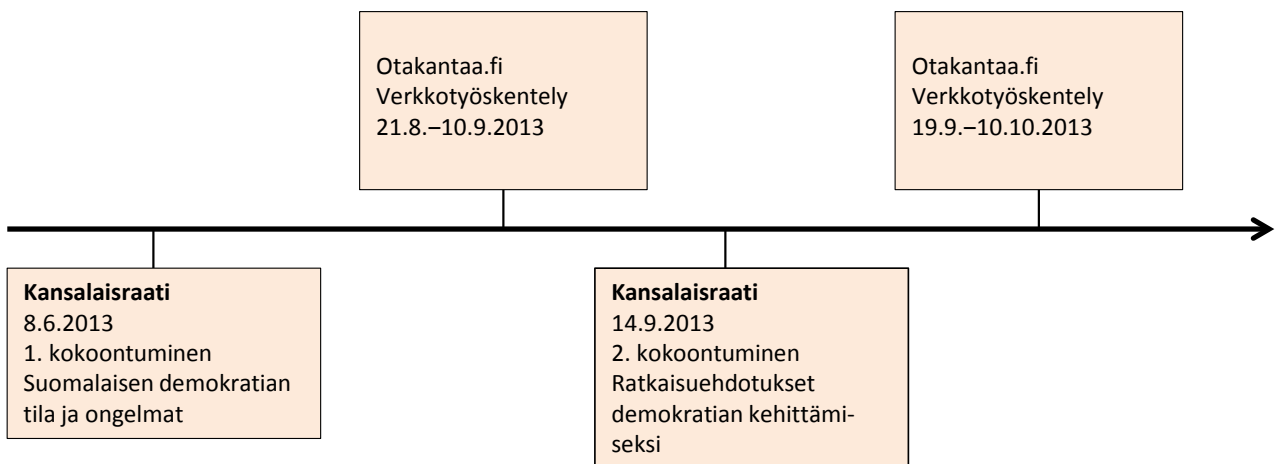 Otakantaa.fi
Verkkotyöskentely
21.8.–10.9.2013
Otakantaa.fi
Verkkotyöskentely
19.9.–10.10.2013
Kansalaisraati
8.6.2013
1. kokoontuminen
Suomalaisen demokratian
tila ja ongelmat
Kansalaisraati
14.9.2013
2. kokoontuminen
Ratkaisuehdotukset
demokratian kehittämi-
seksi